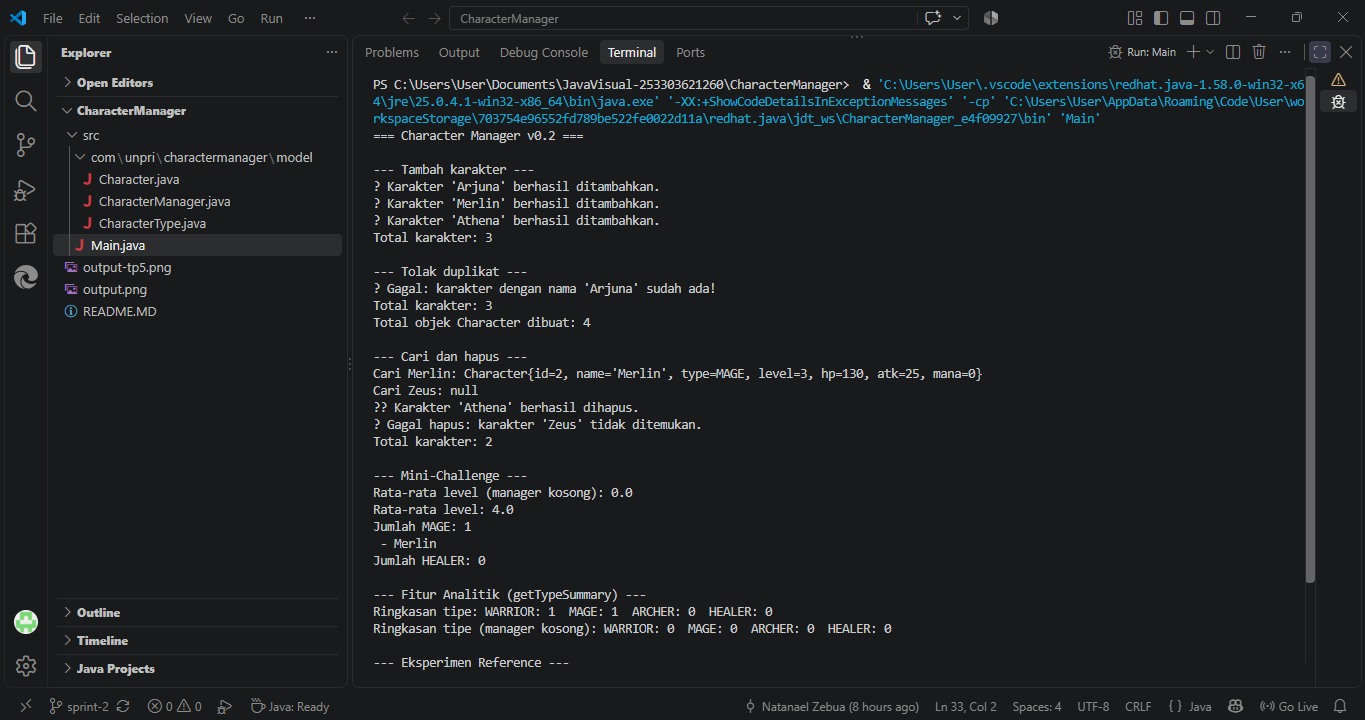 File Edit Selection View Go Run ··· CharacterManager
Explorer ···
Open Editors
CharacterManager
src
com\unpri\charactermanager\model
Character.java
CharacterManager.java
CharacterType.java
Main.java
output-tp5.png
output.png
README.MD
Outline
Timeline
Java Projects
Problems Output Debug Console Terminal Ports Run: Main ···
PS C:\Users\User\Documents\JavaVisual-253303621260\CharacterManager> & 'C:\Users\User\.vscode\extensions\redhat.java-1.58.0-win32-x6
4\jre\25.0.4.1-win32-x86_64\bin\java.exe' '-XX:+ShowCodeDetailsInExceptionMessages' '-cp' 'C:\Users\User\AppData\Roaming\Code\User\wo
rkspaceStorage\703754e96552fd789be522fe0022d11a\redhat.java\jdt_ws\CharacterManager_e4f09927\bin' 'Main'
=== Character Manager v0.2 ===
--- Tambah karakter ---
? Karakter 'Arjuna' berhasil ditambahkan.
? Karakter 'Merlin' berhasil ditambahkan.
? Karakter 'Athena' berhasil ditambahkan.
Total karakter: 3
--- Tolak duplikat ---
? Gagal: karakter dengan nama 'Arjuna' sudah ada!
Total karakter: 3
Total objek Character dibuat: 4
--- Cari dan hapus ---
Cari Merlin: Character{id=2, name='Merlin', type=MAGE, level=3, hp=130, atk=25, mana=0}
Cari Zeus: null
?? Karakter 'Athena' berhasil dihapus.
? Gagal hapus: karakter 'Zeus' tidak ditemukan.
Total karakter: 2
--- Mini-Challenge ---
Rata-rata level (manager kosong): 0.0
Rata-rata level: 4.0
Jumlah MAGE: 1
- Merlin
Jumlah HEALER: 0
--- Fitur Analitik (getTypeSummary) ---
Ringkasan tipe: WARRIOR: 1 MAGE: 1 ARCHER: 0 HEALER: 0
Ringkasan tipe (manager kosong): WARRIOR: 0 MAGE: 0 ARCHER: 0 HEALER: 0
--- Eksperimen Reference ---
sprint-2 0 0 Java: Ready Natanael Zebua (8 hours ago) Ln 33, Col 2 Spaces: 4 UTF-8 CRLF {} Java Go Live